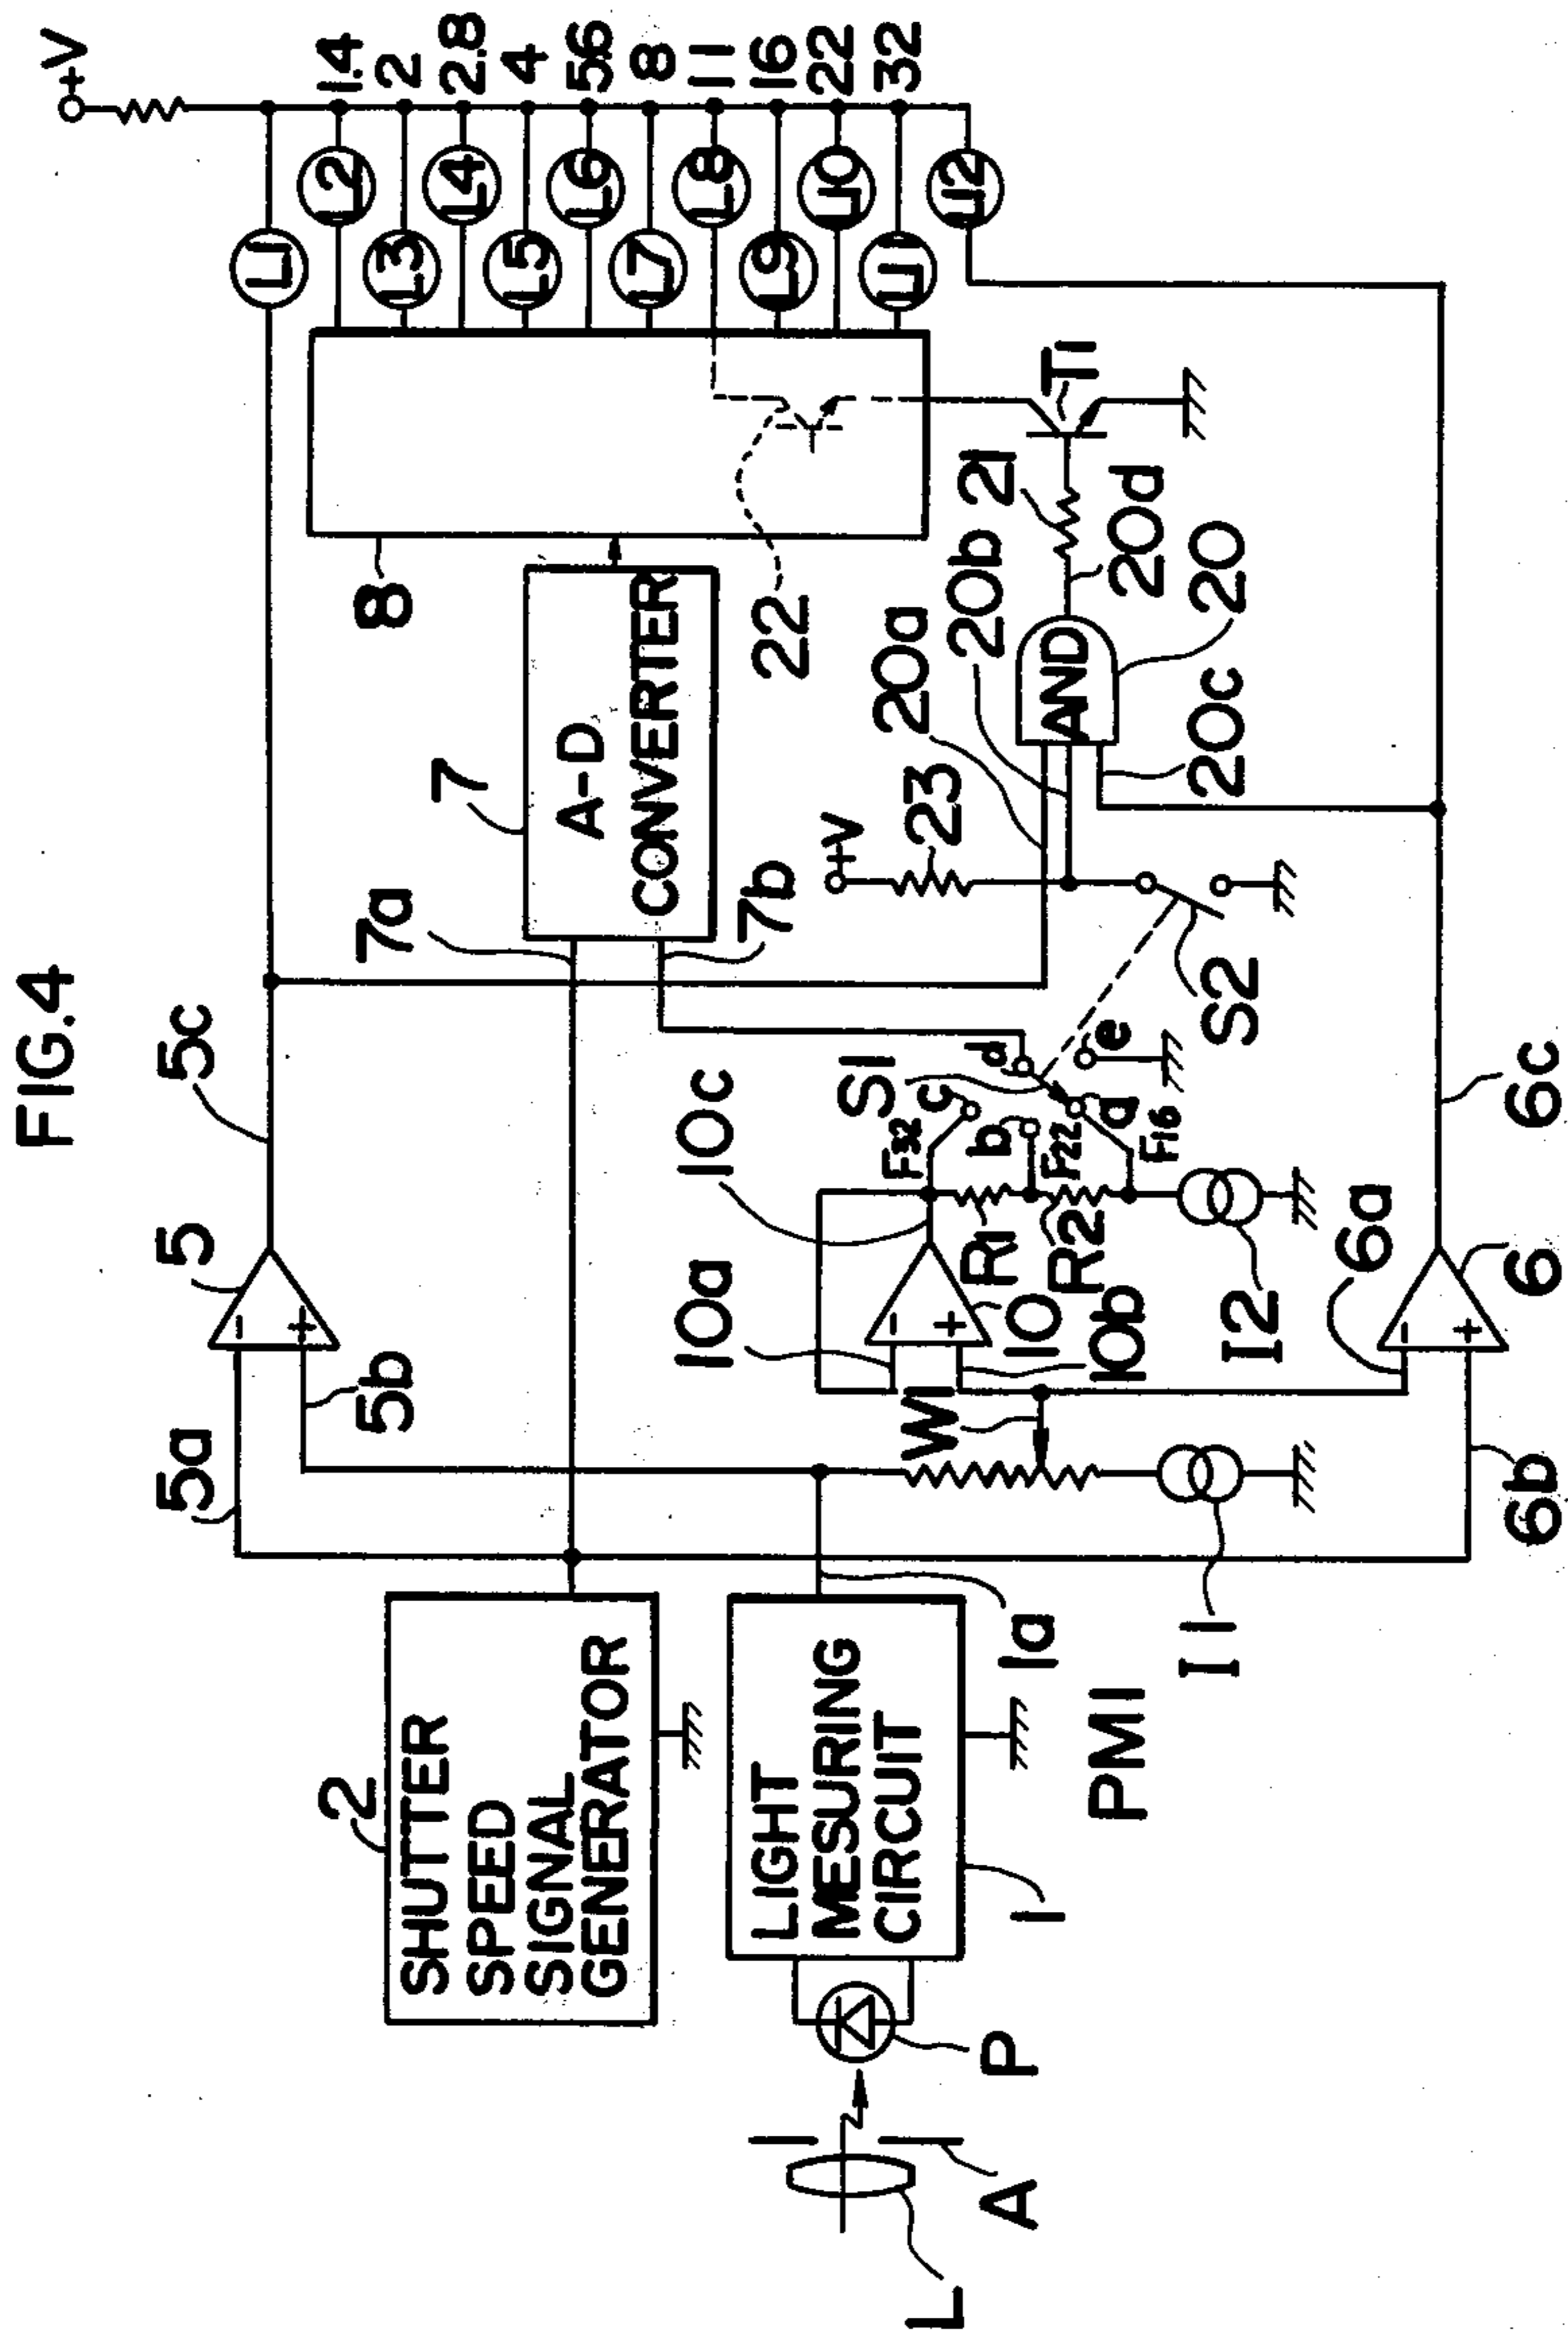 FIG.4
+V
1.4
2
2.8
4
5.6
8
11
16
22
32
L1
L2
L3
L4
L5
L6
L7
L8
L9
L10
L11
L12
8
7
A-D
CONVERTER
7a
7b
22
T1
21
20d
20
20b
20a
20c
AND
+V
23
S2
5c
5
5a
5b
S1
10c
F32
c
b
F22
d
e
a
F16
10a
R1
R2
10
10b
I2
6a
6c
6
6b
W1
I1
2
SHUTTER
SPEED
SIGNAL
GENERATOR
LIGHT
MESURING
CIRCUIT
1a
PM1
1
P
A
L